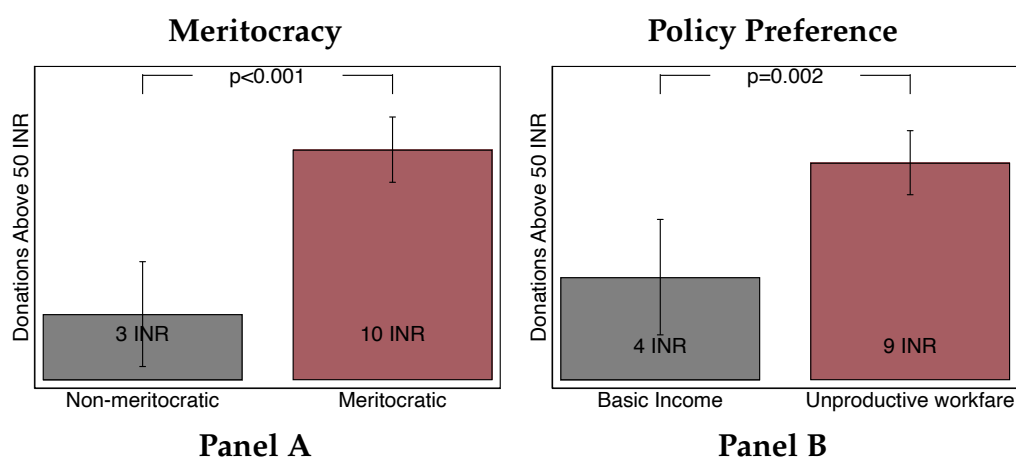 Meritocracy
Donations Above 50 INR
p<0.001
3 INR
10 INR
Non-meritocratic
Meritocratic
Panel A
Policy Preference
Donations Above 50 INR
p=0.002
4 INR
9 INR
Basic Income
Unproductive workfare
Panel B